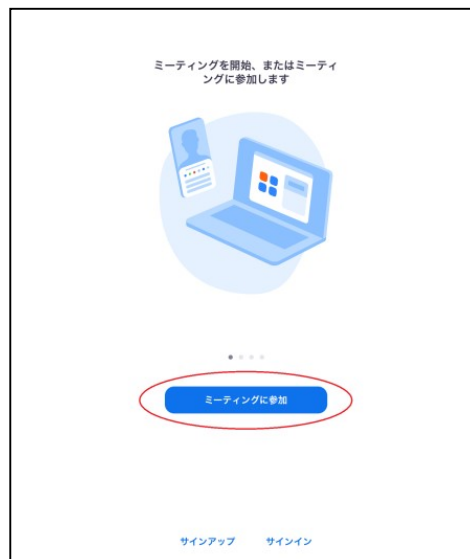 ミーティングを開始、またはミーティ
ングに参加します
ミーティングに参加
サインアップ サインイン